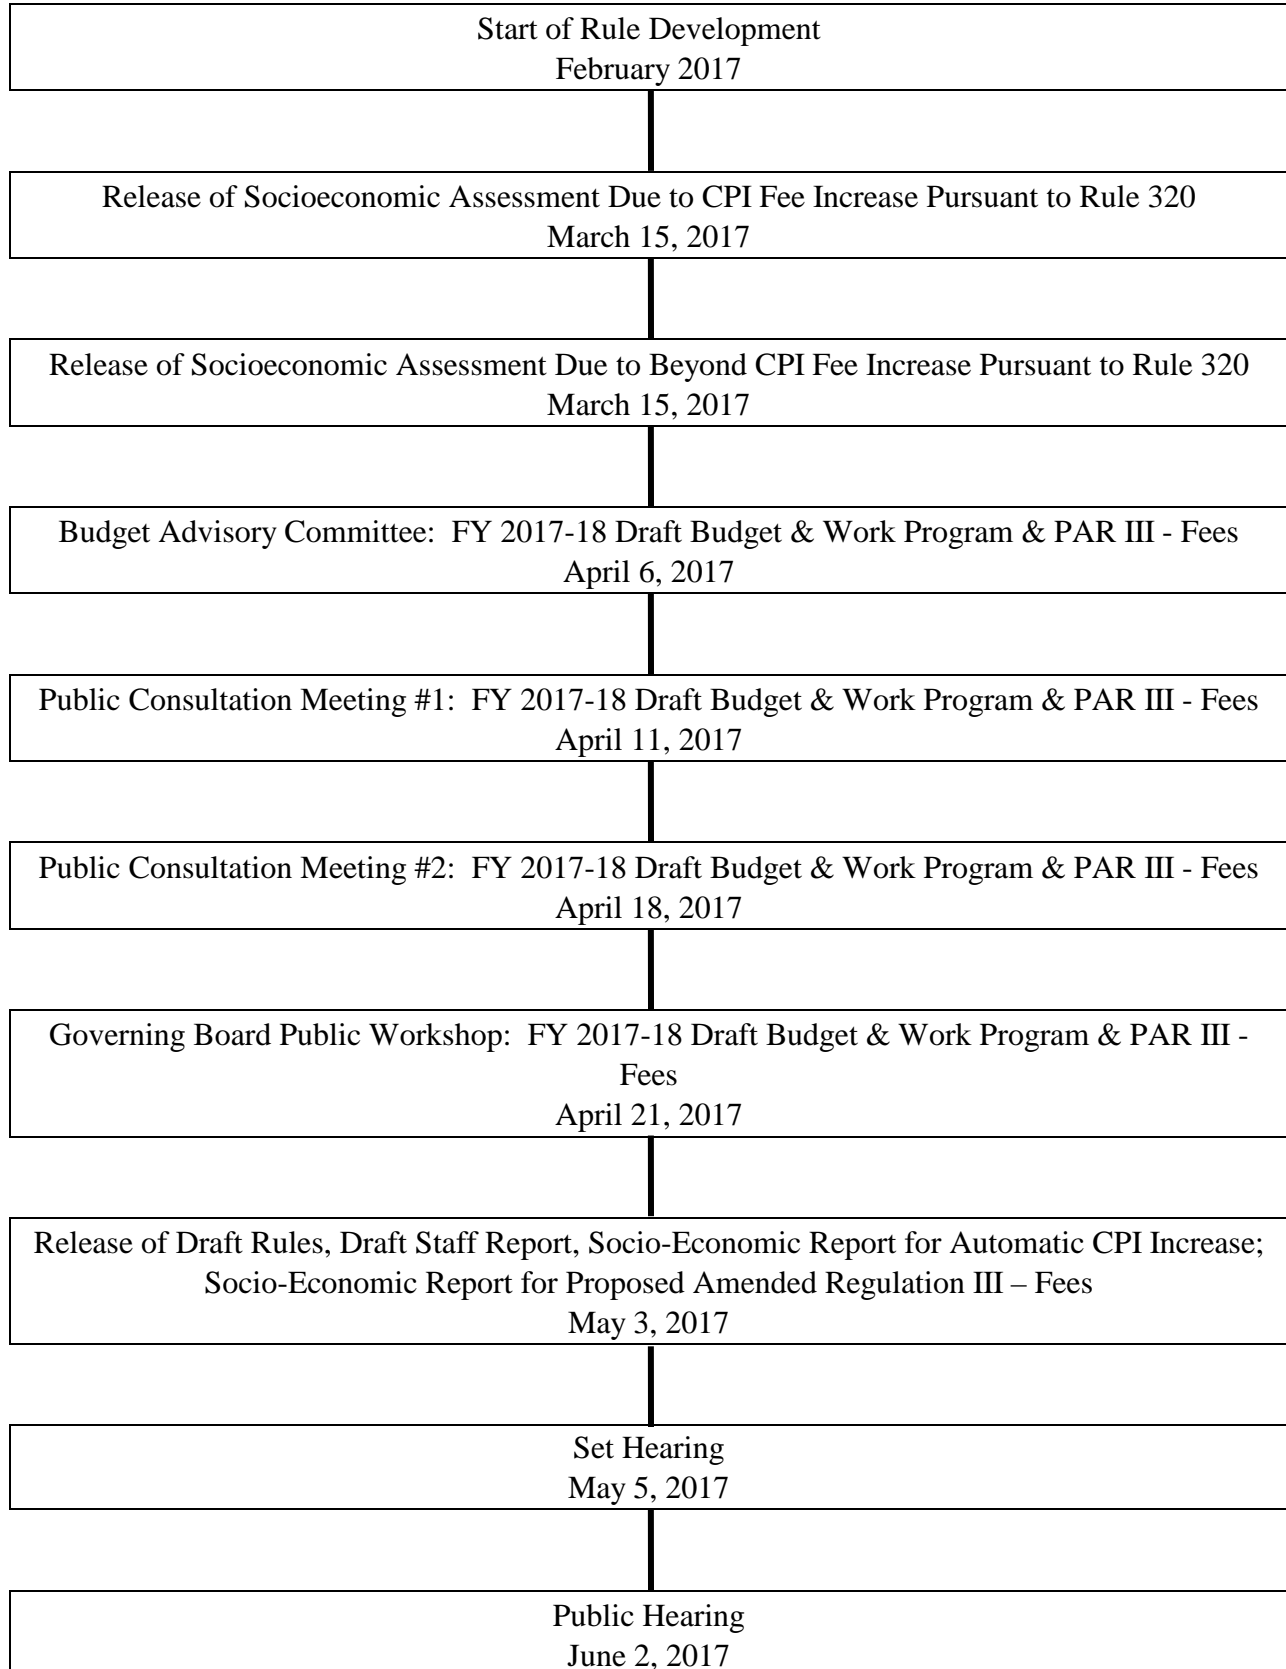 Start of Rule Development
February 2017
Release of Socioeconomic Assessment Due to CPI Fee Increase Pursuant to Rule 320
March 15, 2017
Release of Socioeconomic Assessment Due to Beyond CPI Fee Increase Pursuant to Rule 320
March 15, 2017
Budget Advisory Committee:  FY 2017-18 Draft Budget & Work Program & PAR III - Fees
April 6, 2017
Public Consultation Meeting #1:  FY 2017-18 Draft Budget & Work Program & PAR III - Fees
April 11, 2017
Public Consultation Meeting #2:  FY 2017-18 Draft Budget & Work Program & PAR III - Fees
April 18, 2017
Governing Board Public Workshop:  FY 2017-18 Draft Budget & Work Program & PAR III -
Fees
April 21, 2017
Release of Draft Rules, Draft Staff Report, Socio-Economic Report for Automatic CPI Increase;
Socio-Economic Report for Proposed Amended Regulation III – Fees
May 3, 2017
Set Hearing
May 5, 2017
Public Hearing
June 2, 2017